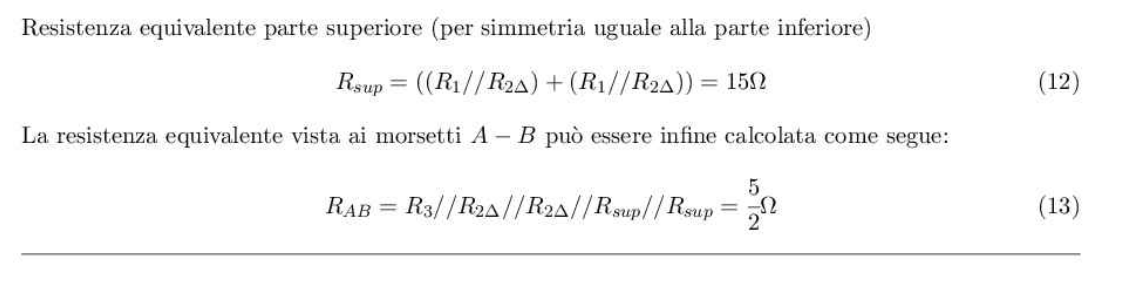 Resistenza equivalente parte superiore (per simmetria uguale alla parte inferiore)
R_{sup} = ((R_1//R_{2Δ}) + (R_1//R_{2Δ})) = 15Ω (12)
La resistenza equivalente vista ai morsetti A − B può essere infine calcolata come segue:
R_{AB} = R_3//R_{2Δ}//R_{2Δ}//R_{sup}//R_{sup} = \frac{5}{2}Ω (13)